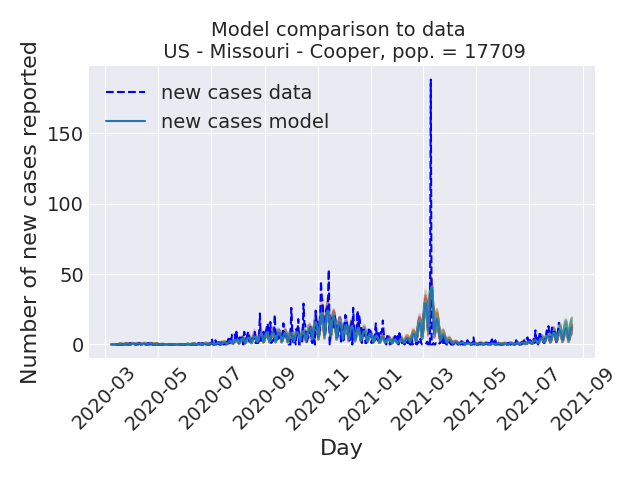 Model comparison to data
US - Missouri - Cooper, pop. = 17709
Number of new cases reported
new cases data
new cases model
150
100
50
0
2020-03
2020-05
2020-07
2020-09
2020-11
2021-01
2021-03
2021-05
2021-07
2021-09
Day